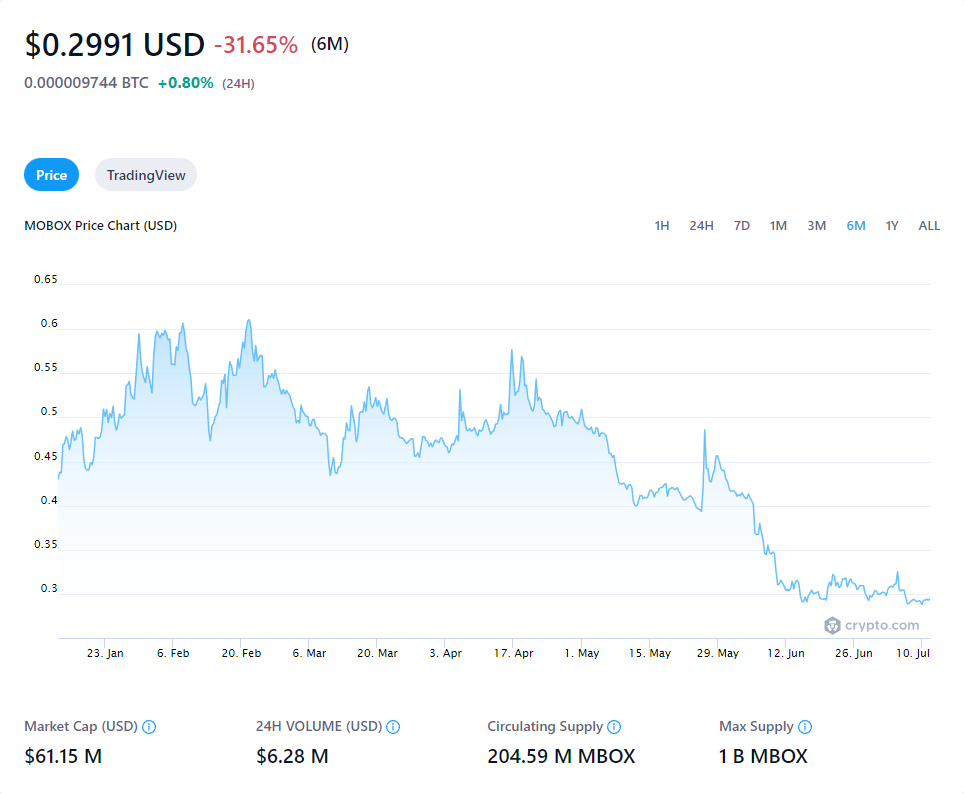 $0.2991 USD -31.65% (6M)
0.000009744 BTC +0.80% (24H)
Price TradingView
MOBOX Price Chart (USD) 1H 24H 7D 1M 3M 6M 1Y ALL
0.65
0.6
0.55
0.5
0.45
0.4
0.35
0.3
crypto.com
23. Jan 6. Feb 20. Feb 6. Mar 20. Mar 3. Apr 17. Apr 1. May 15. May 29. May 12. Jun 26. Jun 10. Jul
Market Cap (USD) 24H VOLUME (USD) Circulating Supply Max Supply
$61.15 M $6.28 M 204.59 M MBOX 1 B MBOX